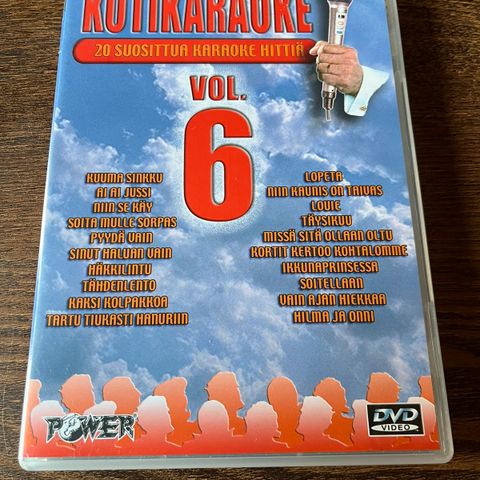 KOTIKARAOKE
20 SUOSITTUA KARAOKE HITTIÄ
VOL.
6
KUUMA SINKKU
AI AI JUSSI
NIIN SE KÄY
SOITA MULLE SORPAS
PYYDÄ VAIN
SINUT HALUAN VAIN
HÄKKILINTU
TÄHDENLENTO
KAKSI KOLPAKKOA
TARTU TIUKASTI HANURIIN
LOPETA
NIIN KAUNIS ON TAIVAS
LOUIE
TÄYSIKUU
MISSÄ SITÄ OLLAAN OLTU
KORTIT KERTOO KOHTALOMME
IKKUNAPRINSESSA
SOITELLAAN
VAIN AJAN HIEKKAA
HILMA JA ONNI
POWER
DVD
VIDEO